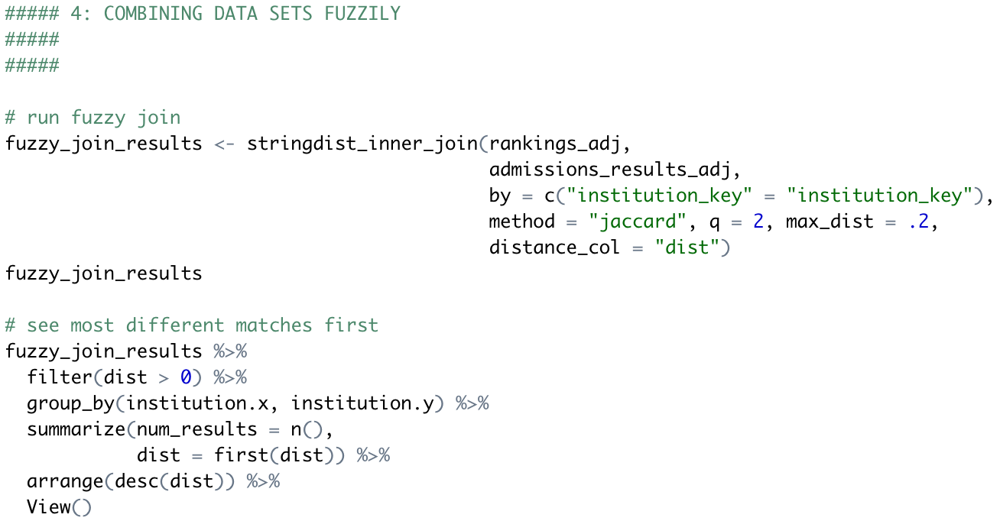 ##### 4: COMBINING DATA SETS FUZZILY
#####
#####
# run fuzzy join
fuzzy_join_results <- stringdist_inner_join(rankings_adj,
admissions_results_adj,
by = c("institution_key" = "institution_key"),
method = "jaccard", q = 2, max_dist = .2,
distance_col = "dist")
fuzzy_join_results
# see most different matches first
fuzzy_join_results %>%
filter(dist > 0) %>%
group_by(institution.x, institution.y) %>%
summarize(num_results = n(),
dist = first(dist)) %>%
arrange(desc(dist)) %>%
View()